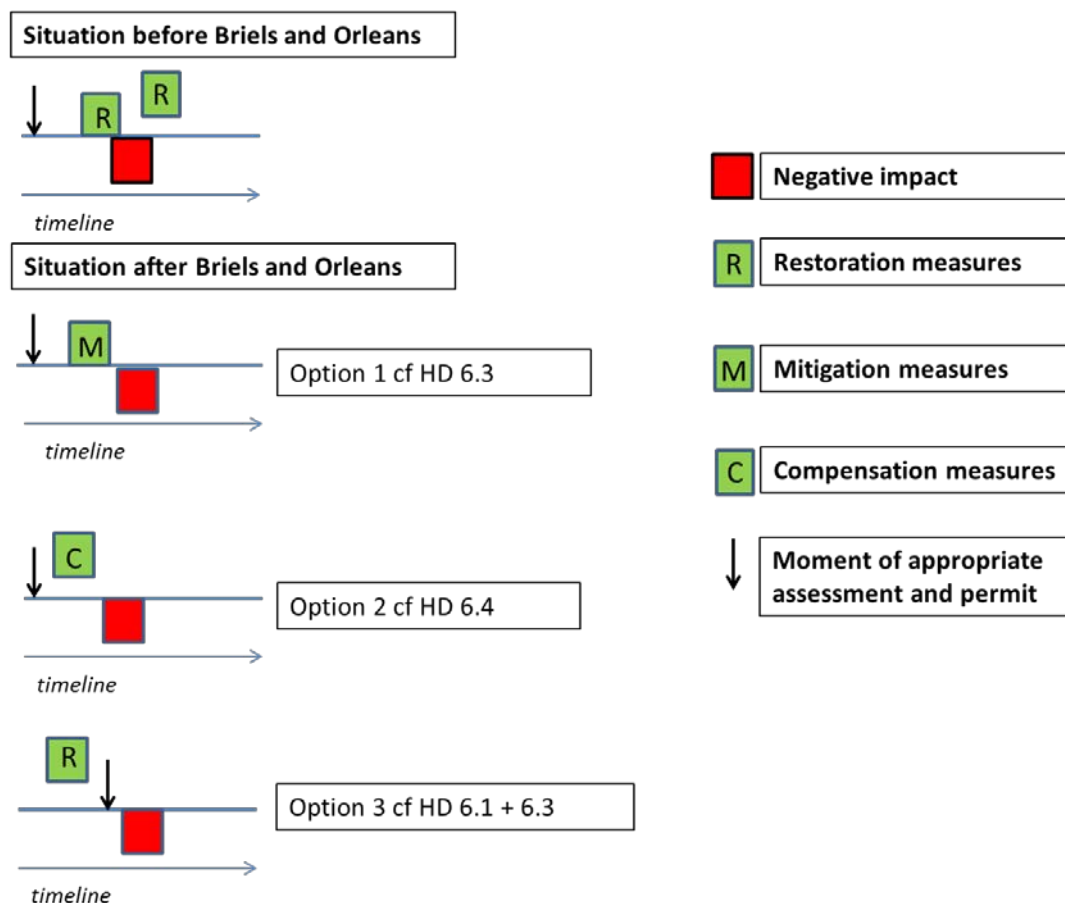 Situation before Briels and Orleans
R
R
timeline
Situation after Briels and Orleans
M
Option 1 cf HD 6.3
timeline
C
Option 2 cf HD 6.4
timeline
R
Option 3 cf HD 6.1 + 6.3
timeline
Negative impact
R
Restoration measures
M
Mitigation measures
C
Compensation measures
Moment of appropriate
assessment and permit